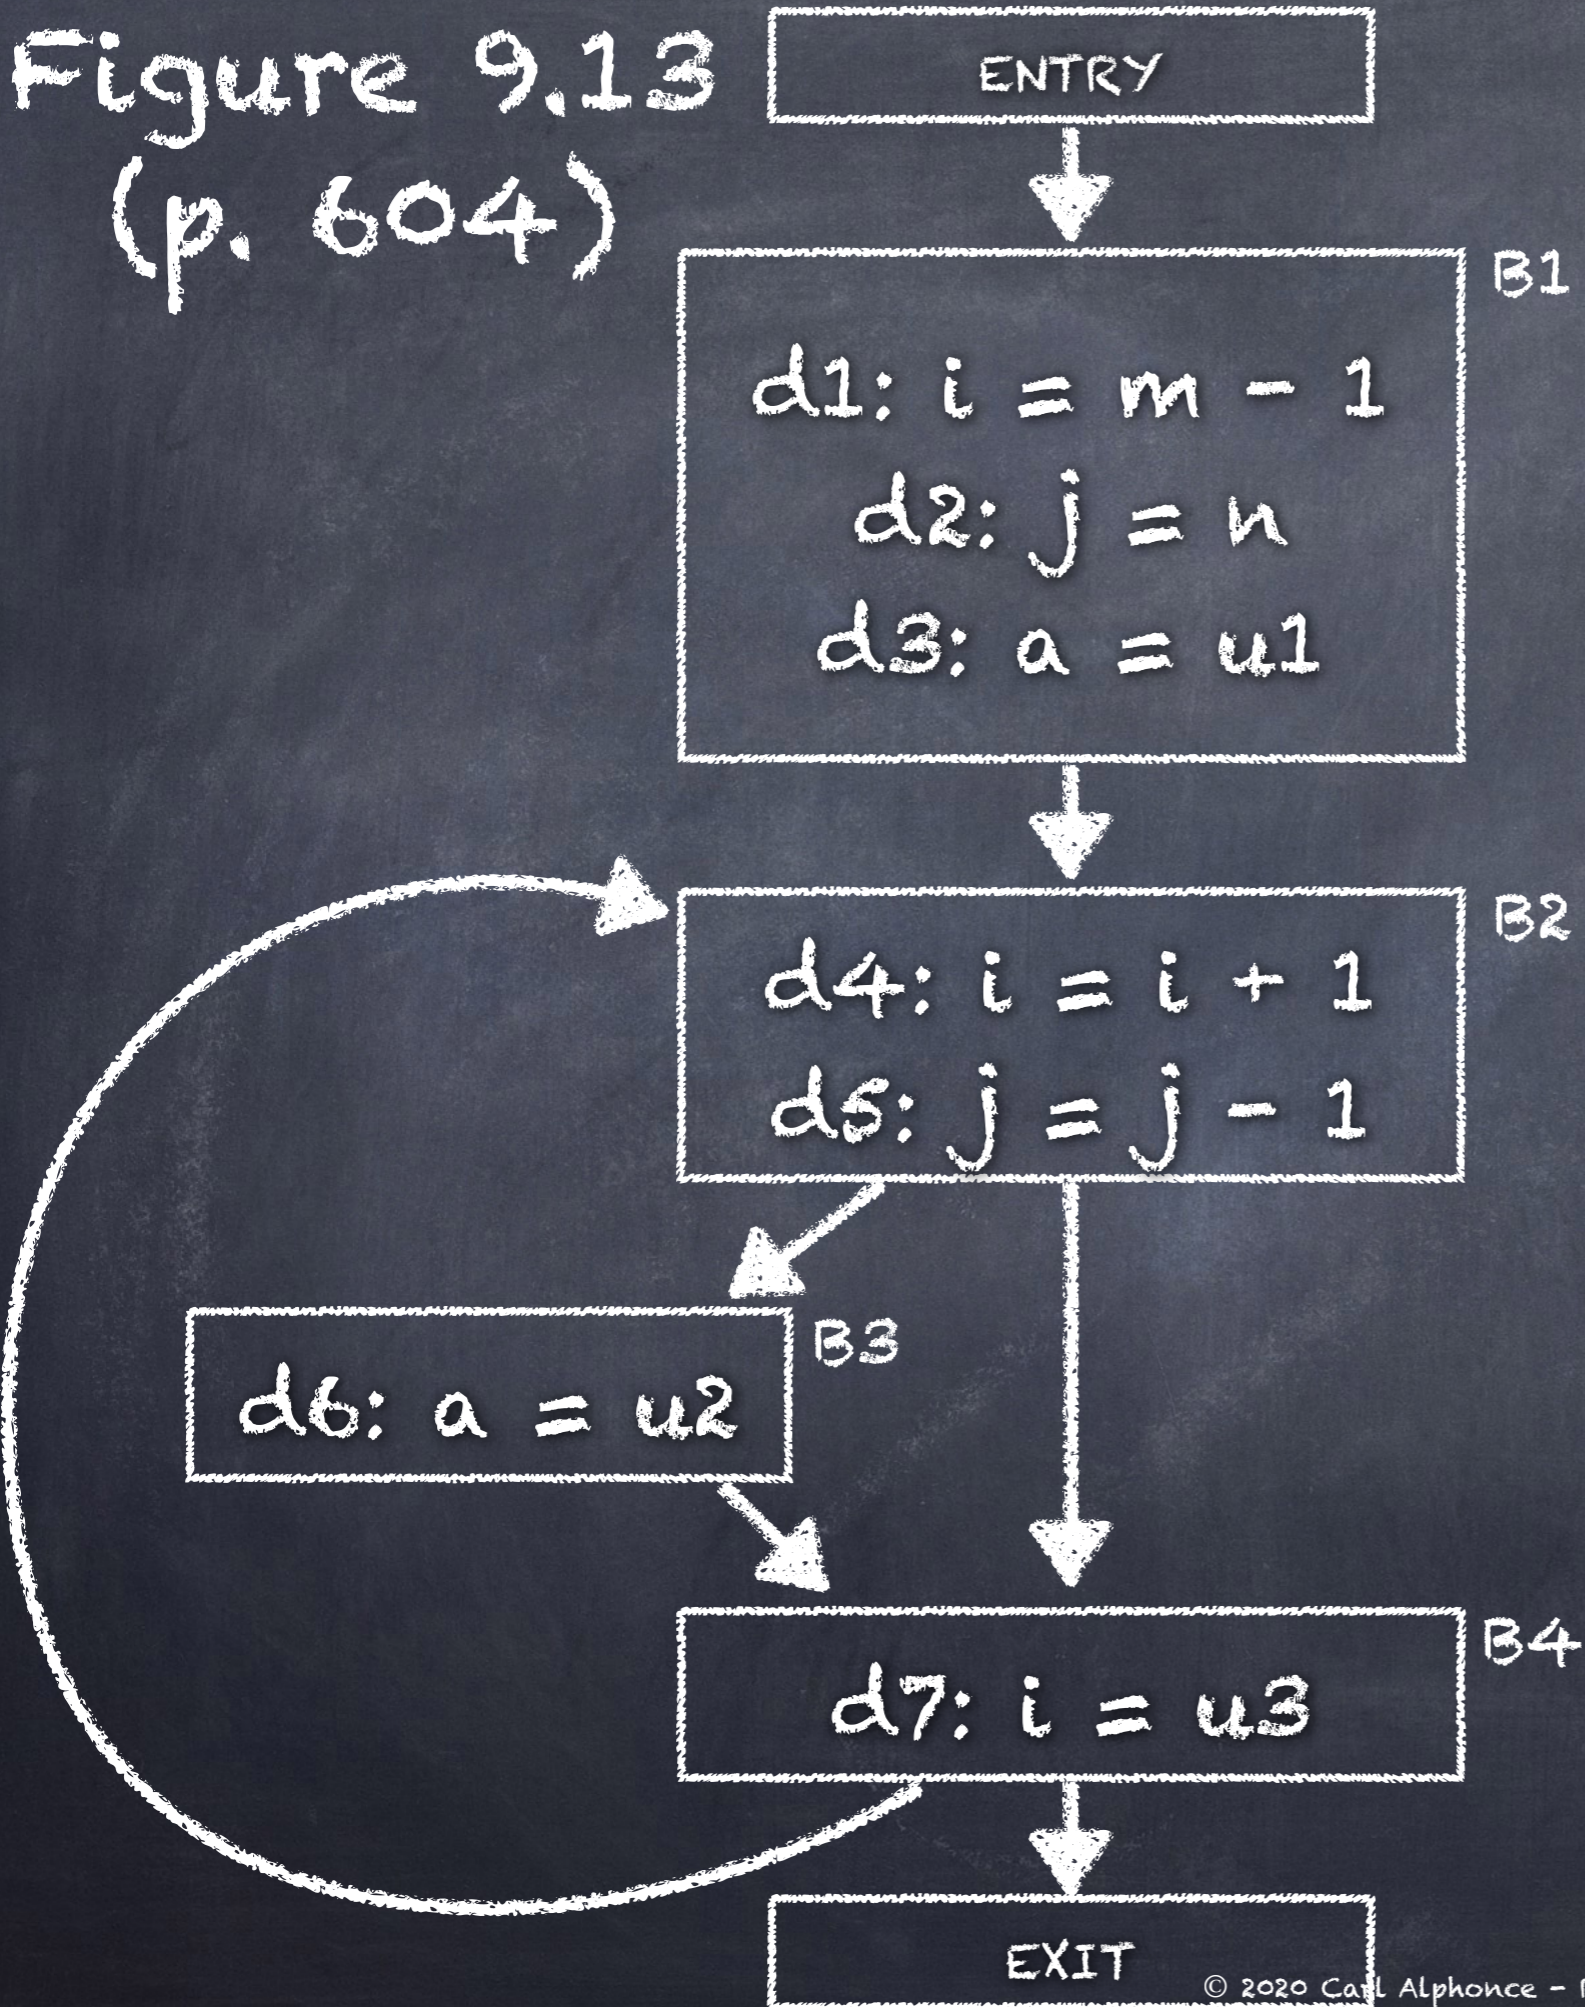 Figure 9.13
(p. 604)
ENTRY
B1
d1: i = m - 1
d2: j = n
d3: a = u1
B2
d4: i = i + 1
d5: j = j - 1
B3
d6: a = u2
B4
d7: i = u3
EXIT
© 2020 Carl Alphonce -